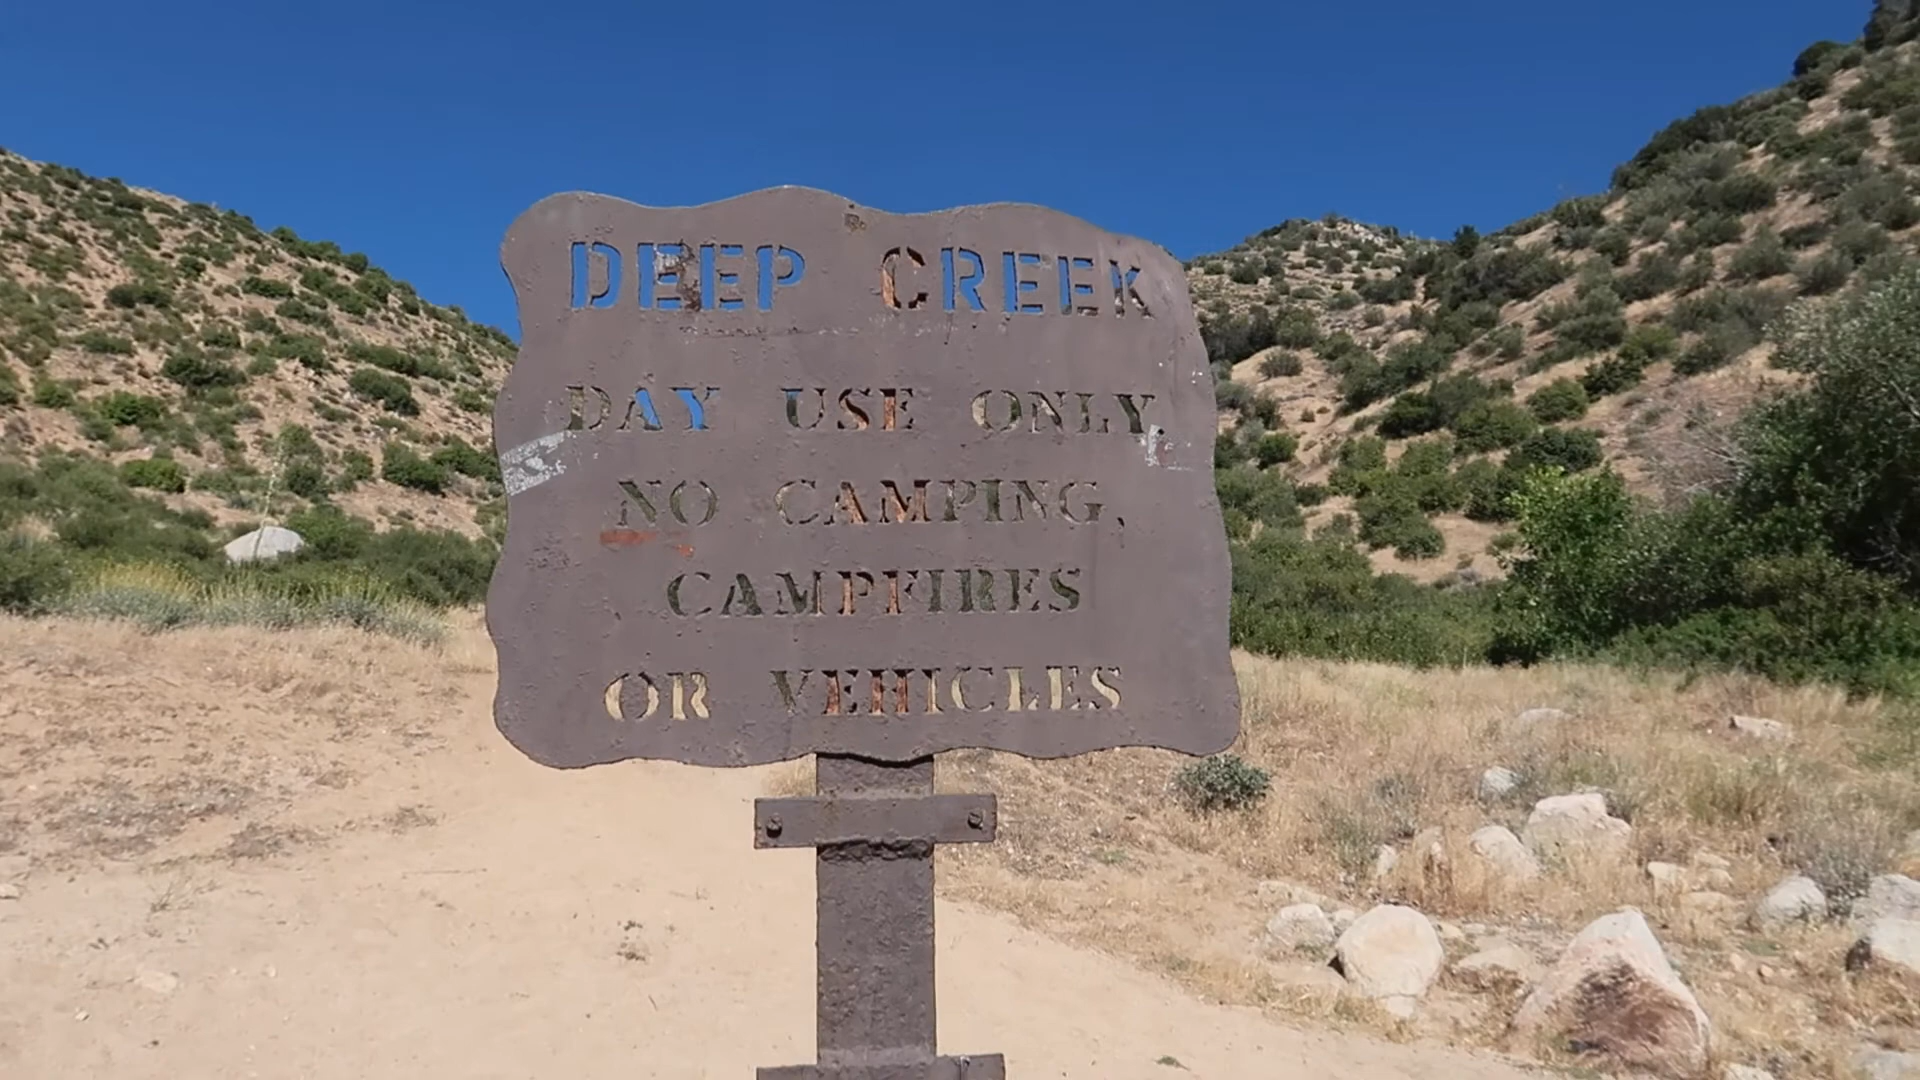 DEEP CREEK
DAY USE ONLY.
NO CAMPING,
CAMPFIRES
OR VEHICLES